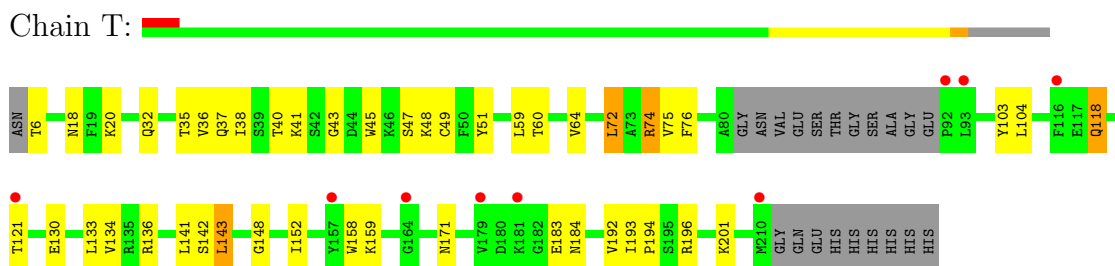 Chain T:
ASN T6 N18 F19 K20 Q32 T35 V36 Q37 I38 S39 T40 K41 S42 G43 D44 W45 K46 S47 K48 C49 F50 Y51 L59 T60 V64 L72 A73 R74 V75 F76 A80 GLY ASN VAL GLU SER THR GLY SER ALA GLY GLU P92 L93 Y103 L104 F116 E117 Q118
T121 E130 L133 V134 R135 R136 L141 S142 L143 G148 I152 Y157 W158 K159 G164 N171 V179 D180 K181 G182 E183 N184 V192 I193 P194 S195 R196 K201 M210 GLY GLN GLU HIS HIS HIS HIS HIS HIS